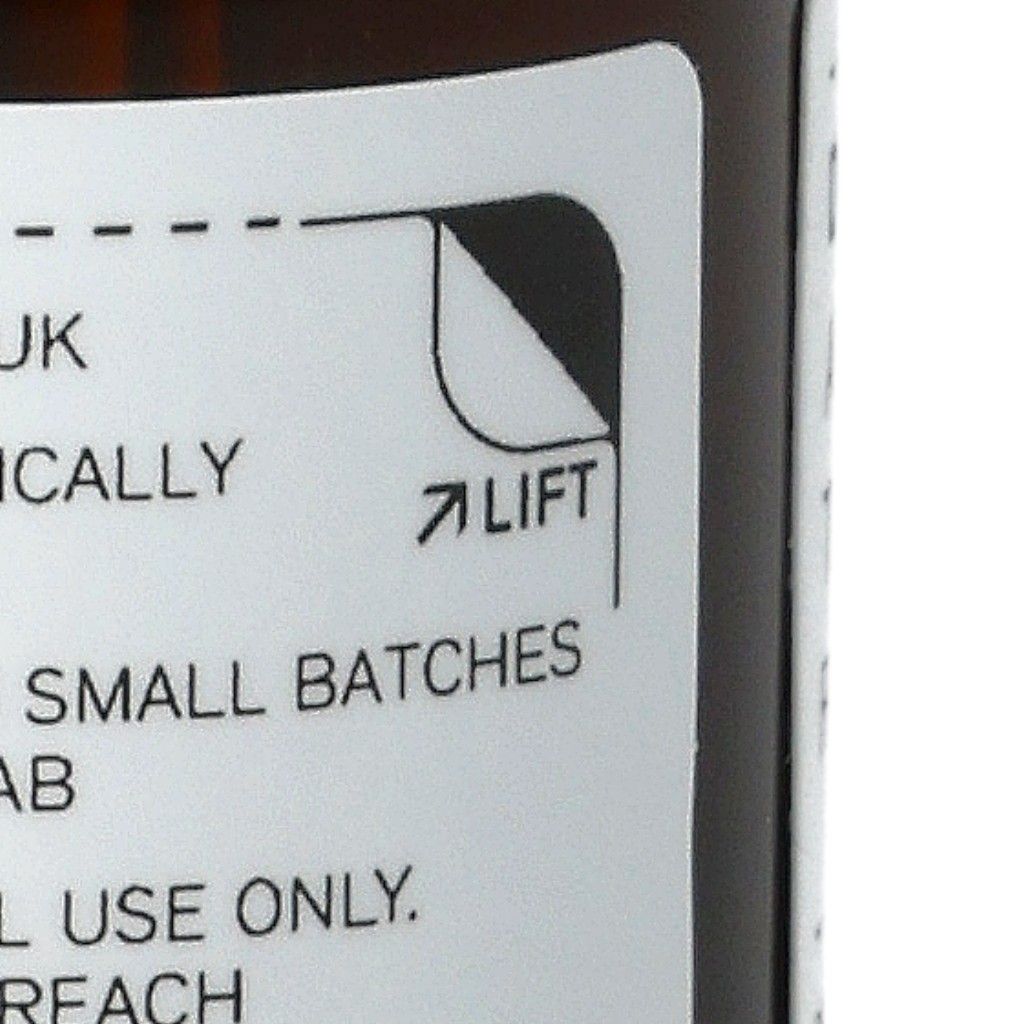 UK
ICALLY
LIFT
SMALL BATCHES
AB
L USE ONLY.
REACH